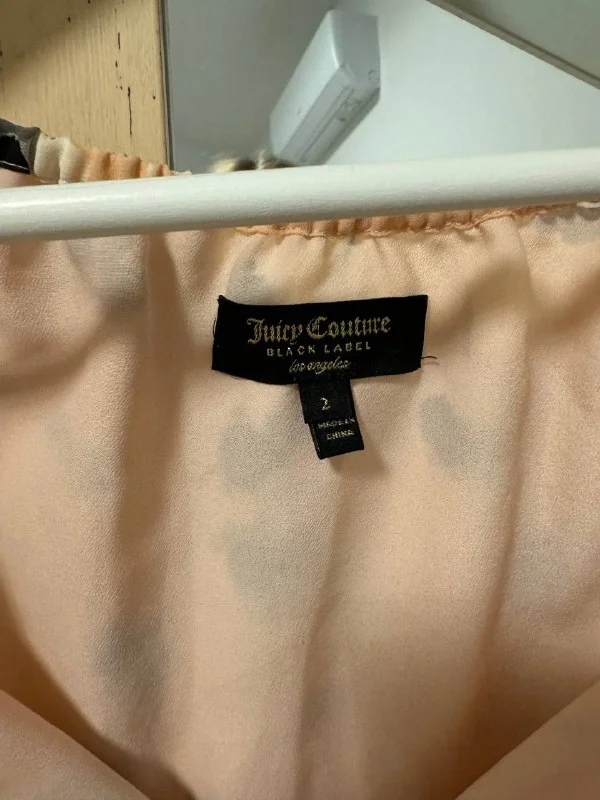 Juicy Couture
BLACK LABEL
los angeles
2
MADE IN
CHINA